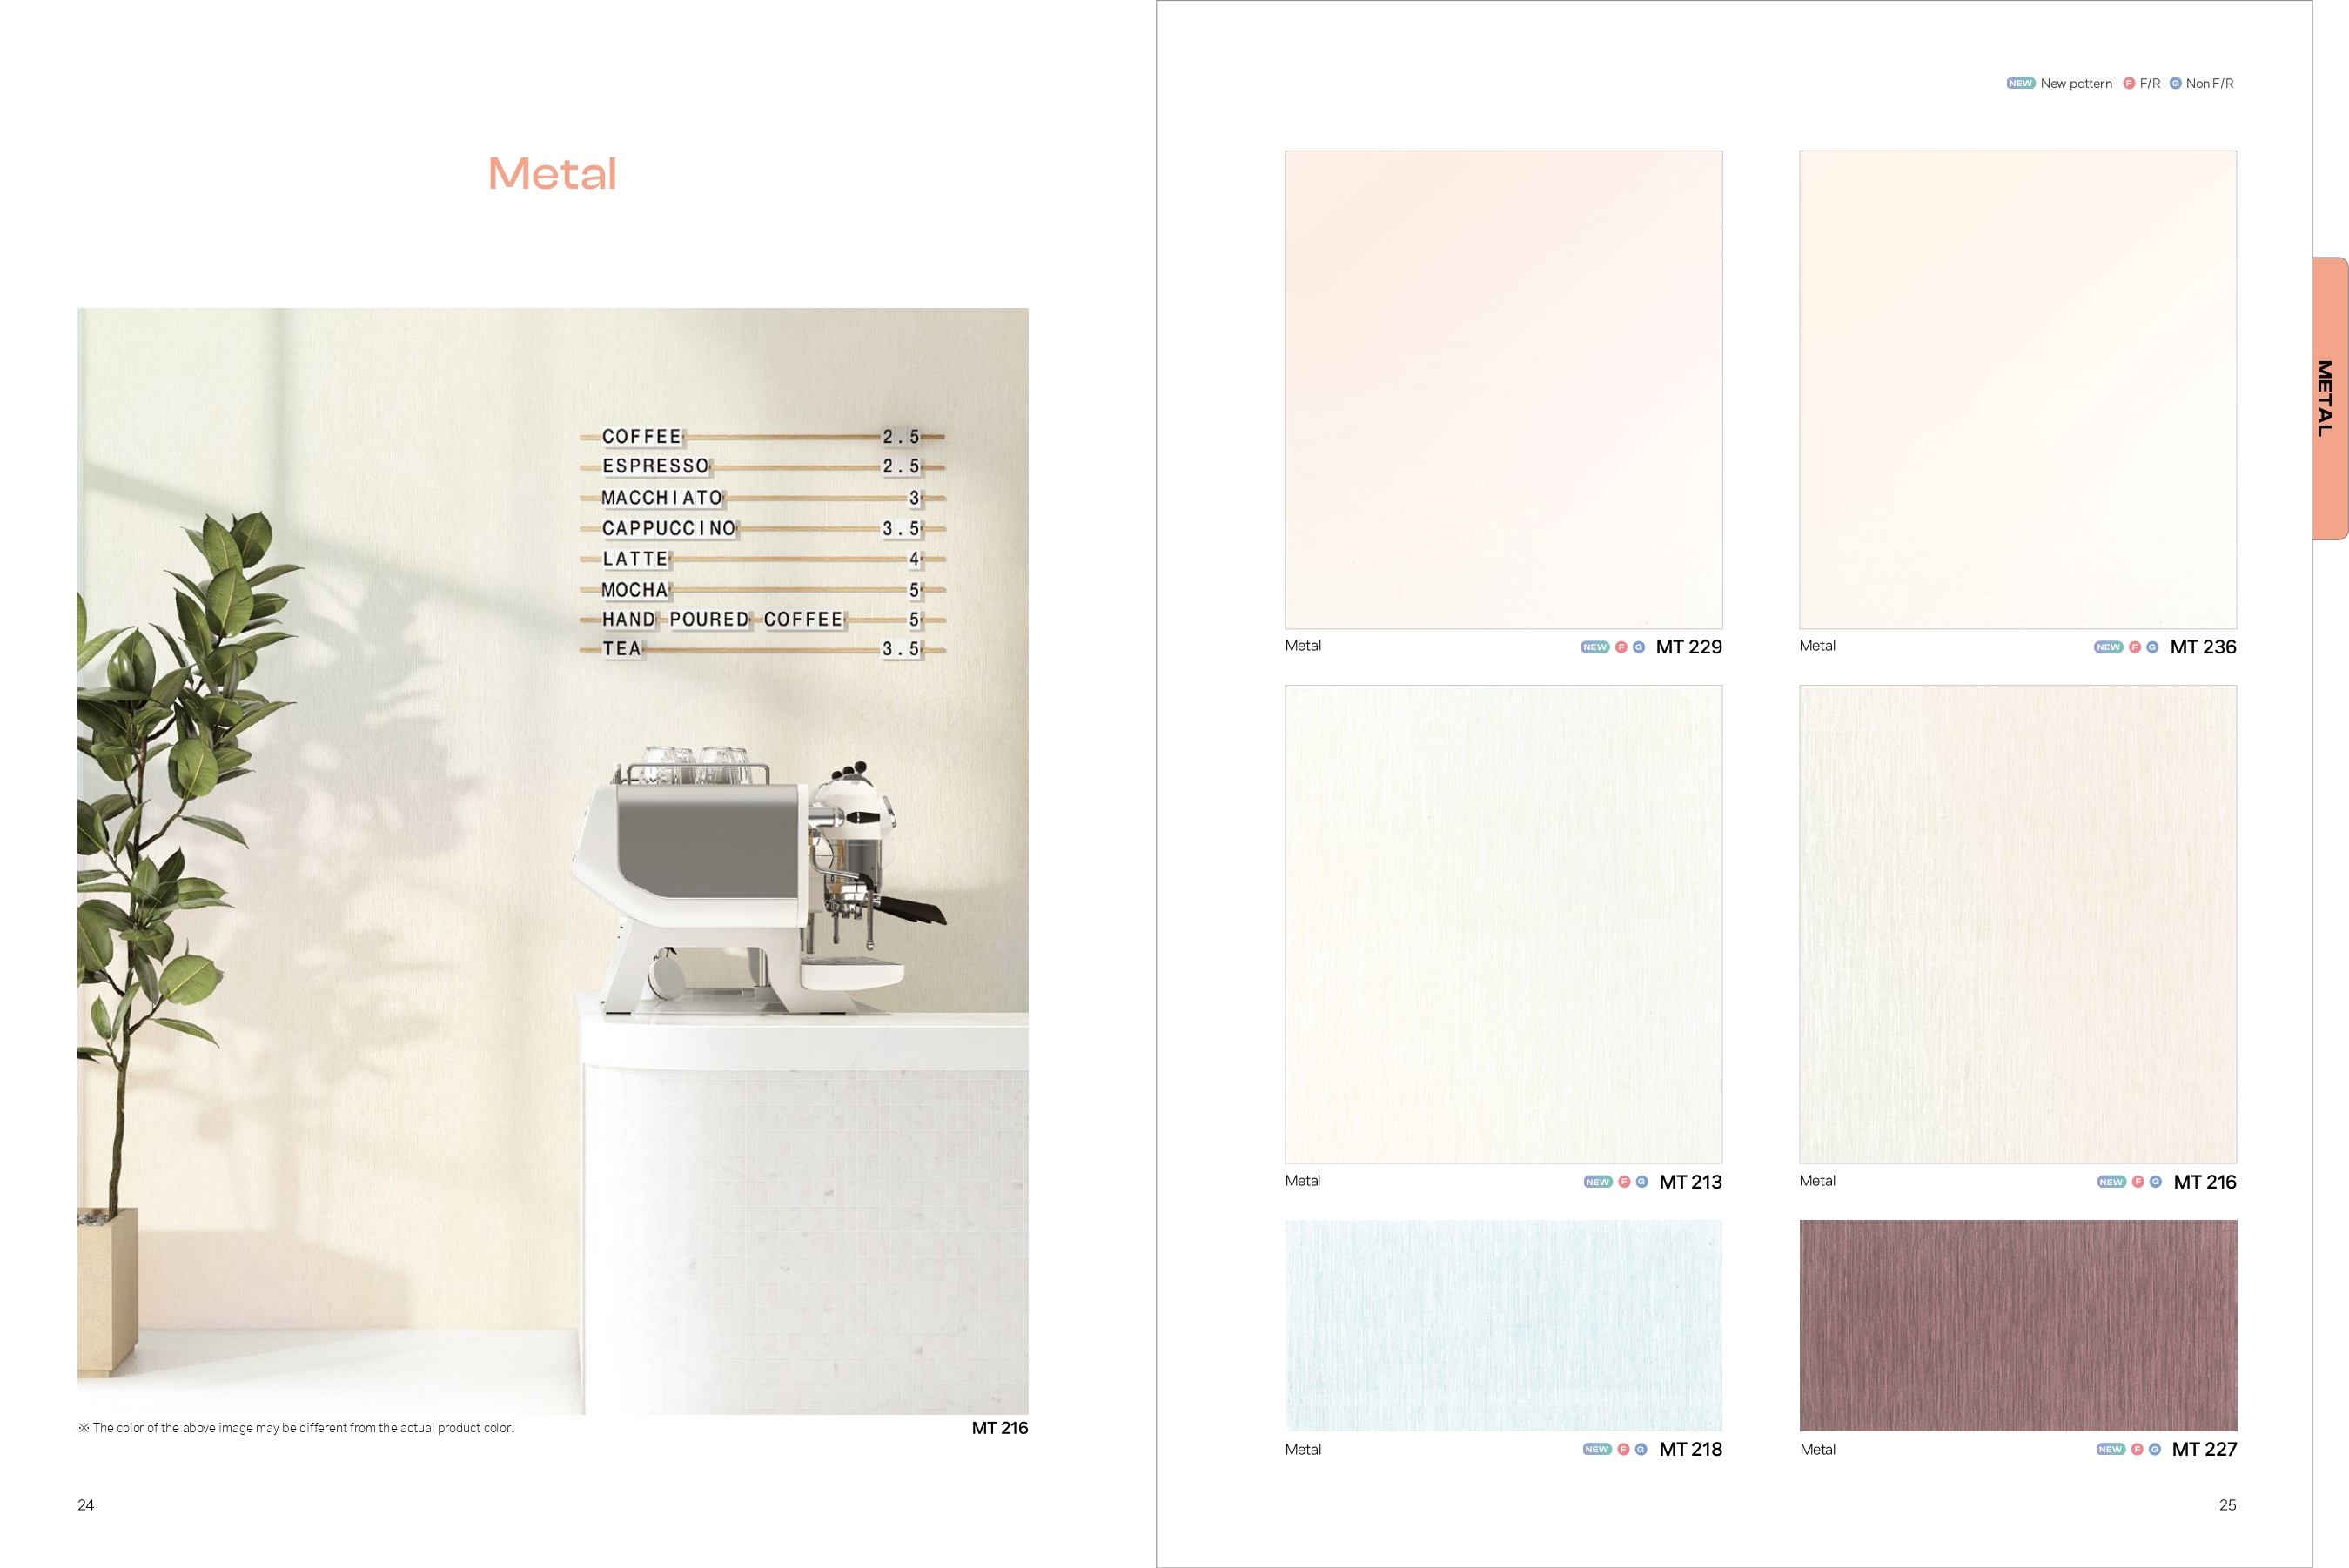 Metal
COFFEE 2.5
ESPRESSO 2.5
MACCHIATO 3
CAPPUCCINO 3.5
LATTE 4
MOCHA 5
HAND POURED COFFEE 5
TEA 3.5
※ The color of the above image may be different from the actual product color.
MT 216
24
NEW New pattern F F/R G Non F/R
METAL
Metal NEW F G MT 229
Metal NEW F G MT 236
Metal NEW F G MT 213
Metal NEW F G MT 216
Metal NEW F G MT 218
Metal NEW F G MT 227
25